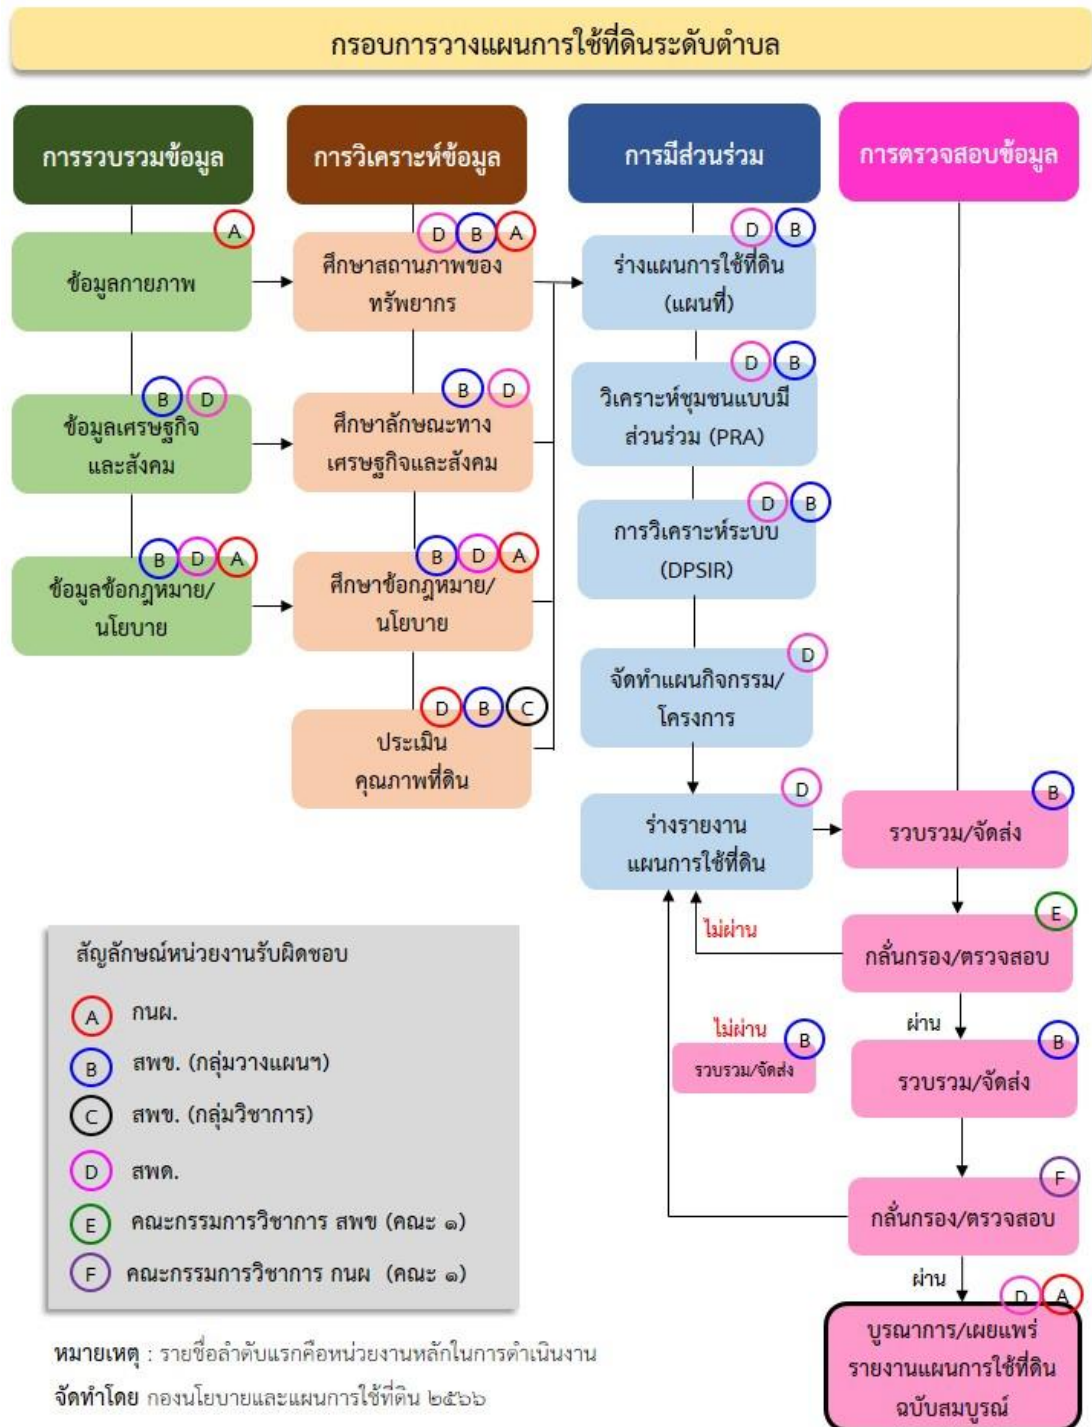 กรอบการวางแผนการใช้ที่ดินระดับตำบล
การรวบรวมข้อมูล
A
ข้อมูลกายภาพ
B D
ข้อมูลเศรษฐกิจ
และสังคม
B D A
ข้อมูลข้อกฎหมาย/
นโยบาย
การวิเคราะห์ข้อมูล
D B A
ศึกษาสถานภาพของ
ทรัพยากร
B D
ศึกษาลักษณะทาง
เศรษฐกิจและสังคม
B D A
ศึกษาข้อกฎหมาย/
นโยบาย
D B C
ประเมิน
คุณภาพที่ดิน
การมีส่วนร่วม
D B
ร่างแผนการใช้ที่ดิน
(แผนที่)
D B
วิเคราะห์ชุมชนแบบมี
ส่วนร่วม (PRA)
D B
การวิเคราะห์ระบบ
(DPSIR)
D
จัดทำแผนกิจกรรม/
โครงการ
D
ร่างรายงาน
แผนการใช้ที่ดิน
การตรวจสอบข้อมูล
B
รวบรวม/จัดส่ง
E
กลั่นกรอง/ตรวจสอบ
ไม่ผ่าน
ผ่าน
B
รวบรวม/จัดส่ง
ไม่ผ่าน
B
รวบรวม/จัดส่ง
F
กลั่นกรอง/ตรวจสอบ
ผ่าน
D A
บูรณาการ/เผยแพร่
รายงานแผนการใช้ที่ดิน
ฉบับสมบูรณ์
สัญลักษณ์หน่วยงานรับผิดชอบ
A กนผ.
B สพข. (กลุ่มวางแผนฯ)
C สพข. (กลุ่มวิชาการ)
D สพด.
E คณะกรรมการวิชาการ สพข (คณะ ๑)
F คณะกรรมการวิชาการ กนผ (คณะ ๑)
หมายเหตุ : รายชื่อลำดับแรกคือหน่วยงานหลักในการดำเนินงาน
จัดทำโดย กองนโยบายและแผนการใช้ที่ดิน ๒๕๖๖